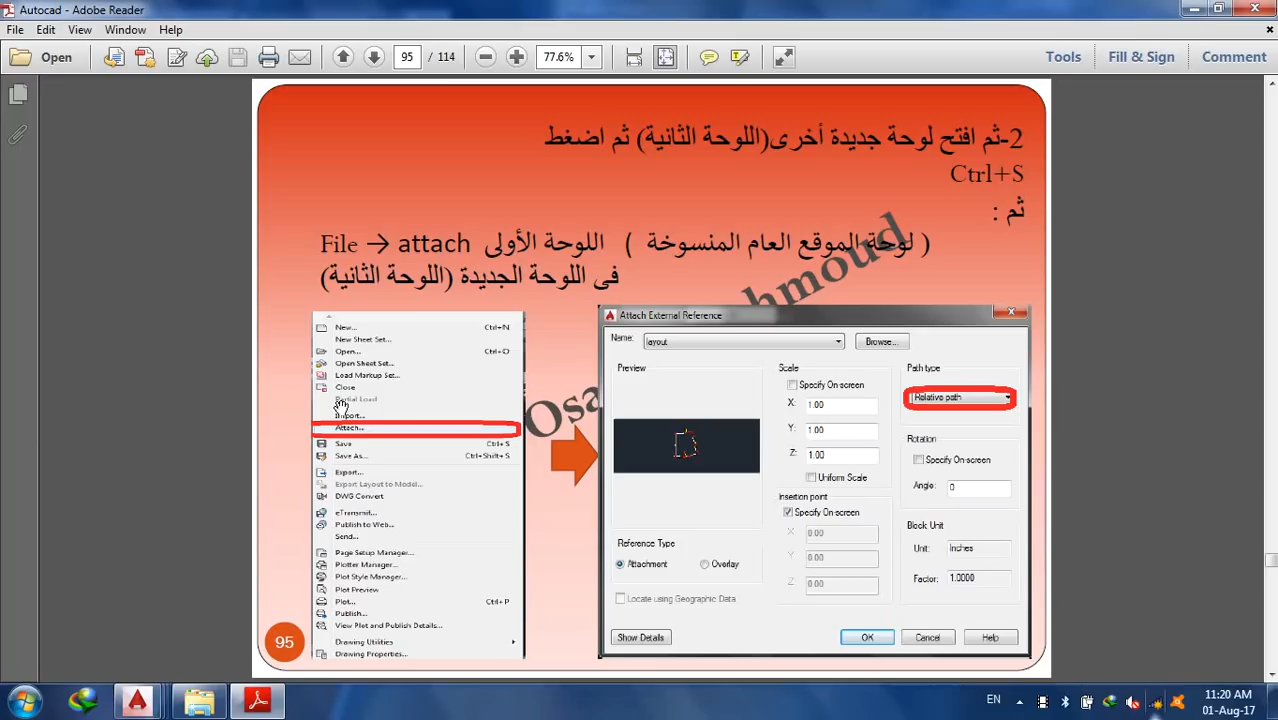 Autocad - Adobe Reader
File Edit View Window Help
Open 95 / 114 77.6% Tools Fill & Sign Comment
2-ثم افتح لوحة جديدة أخرى(اللوحة الثانية) ثم اضغط
Ctrl+S
ثم :
File → attach اللوحة الأولى ( لوحة الموقع العام المنسوخة )
فى اللوحة الجديدة (اللوحة الثانية)
New... Ctrl+N
New Sheet Set...
Open... Ctrl+O
Open Sheet Set...
Load Markup Set...
Close
Partial Load
Import...
Attach...
Save Ctrl+S
Save As... Ctrl+Shift+S
Export...
Export Layout to Model...
DWG Convert
eTransmit...
Publish to Web...
Send...
Page Setup Manager...
Plotter Manager...
Plot Style Manager...
Plot Preview
Plot... Ctrl+P
Publish...
View Plot and Publish Details...
Drawing Utilities
Drawing Properties...
Attach External Reference
Name: layout Browse...
Preview
Scale
Specify On-screen
X: 1.00
Y: 1.00
Z: 1.00
Uniform Scale
Path type
Relative path
Insertion point
Specify On-screen
X 0.00
Y 0.00
Z 0.00
Rotation
Specify On-screen
Angle: 0
Reference Type
Attachment Overlay
Locate using Geographic Data
Block Unit
Unit: Inches
Factor: 1.0000
Show Details OK Cancel Help
95
EN 11:20 AM
01-Aug-17